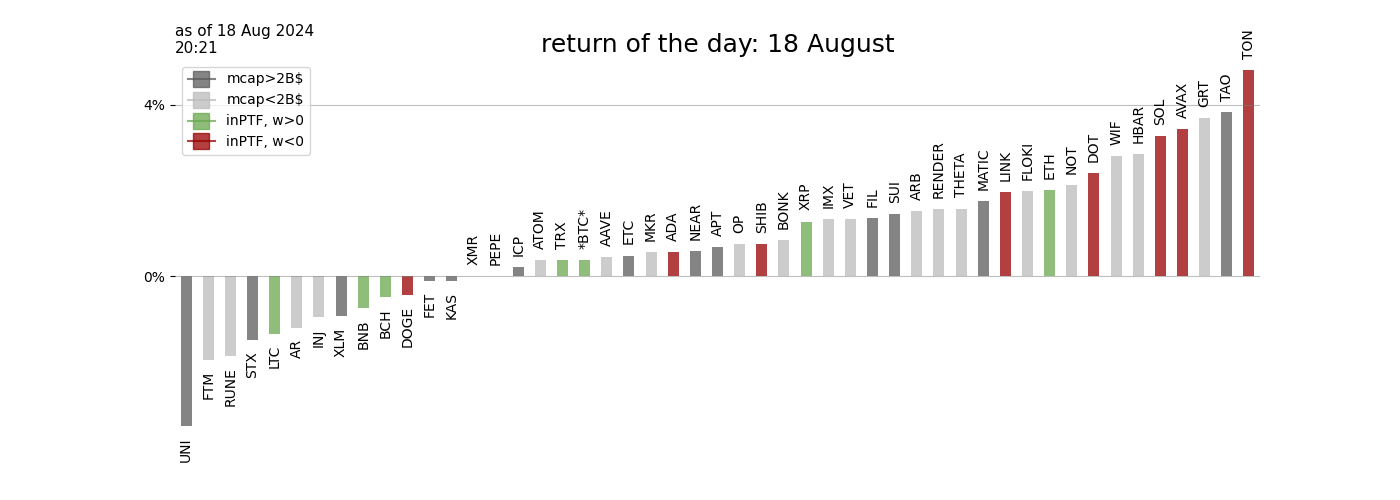 as of 18 Aug 2024
20:21
return of the day: 18 August
mcap>2B$
mcap<2B$
inPTF, w>0
inPTF, w<0
4%
0%
UNI
FTM
RUNE
STX
LTC
AR
INJ
XLM
BNB
BCH
DOGE
FET
KAS
XMR
PEPE
ICP
ATOM
TRX
*BTC*
AAVE
ETC
MKR
ADA
NEAR
APT
OP
SHIB
BONK
XRP
IMX
VET
FIL
SUI
ARB
RENDER
THETA
MATIC
LINK
FLOKI
ETH
NOT
DOT
WIF
HBAR
SOL
AVAX
GRT
TAO
TON